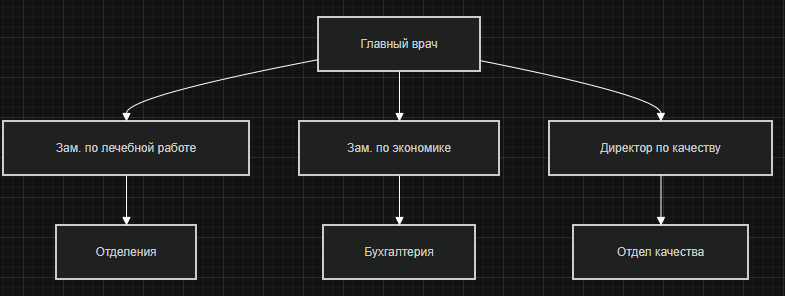 Главный врач
Зам. по лечебной работе
Зам. по экономике
Директор по качеству
Отделения
Бухгалтерия
Отдел качества